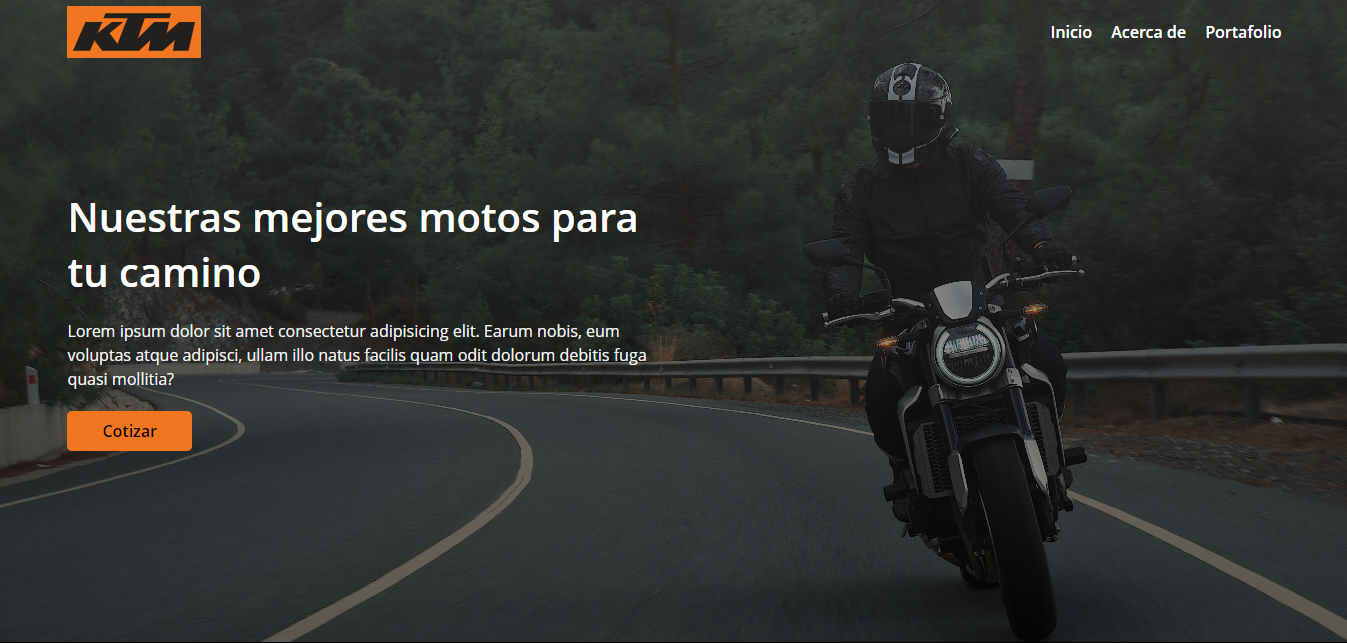 KTM
Inicio Acerca de Portafolio
Nuestras mejores motos para
tu camino
Lorem ipsum dolor sit amet consectetur adipisicing elit. Earum nobis, eum
voluptas atque adipisci, ullam illo natus facilis quam odit dolorum debitis fuga
quasi mollitia?
Cotizar